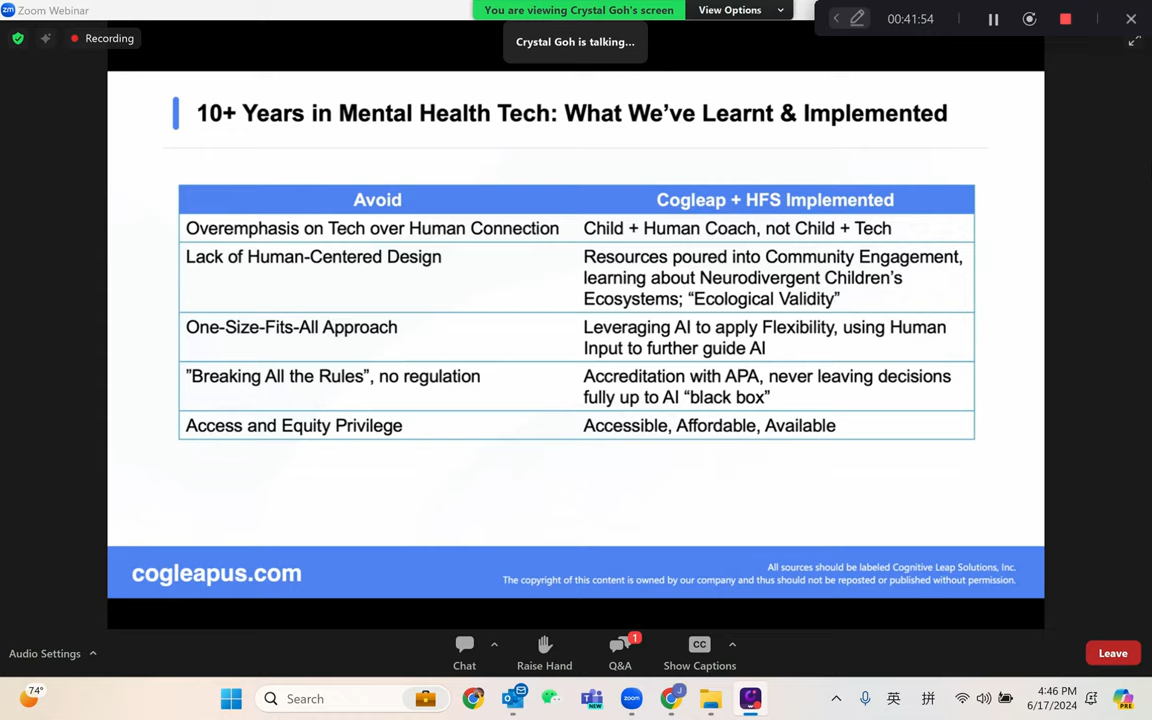 zm Zoom Webinar
You are viewing Crystal Goh's screen
View Options
00:41:54
Recording
Crystal Goh is talking...
10+ Years in Mental Health Tech: What We’ve Learnt & Implemented
Avoid
Cogleap + HFS Implemented
Overemphasis on Tech over Human Connection
Child + Human Coach, not Child + Tech
Lack of Human-Centered Design
Resources poured into Community Engagement,
learning about Neurodivergent Children’s
Ecosystems; “Ecological Validity”
One-Size-Fits-All Approach
Leveraging AI to apply Flexibility, using Human
Input to further guide AI
”Breaking All the Rules”, no regulation
Accreditation with APA, never leaving decisions
fully up to AI “black box”
Access and Equity Privilege
Accessible, Affordable, Available
cogleapus.com
All sources should be labeled Cognitive Leap Solutions, Inc.
The copyright of this content is owned by our company and thus should not be reposted or published without permission.
Audio Settings
Chat
Raise Hand
1
Q&A
CC
Show Captions
Leave
74°
Search
J
zoom
NEW
英
拼
4:46 PM
6/17/2024
PRE